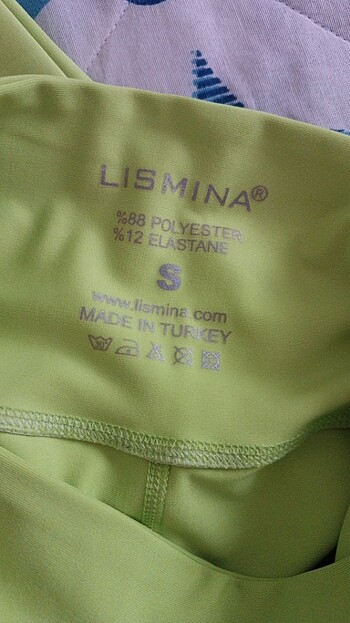 LISMINA®
%88 POLYESTER
%12 ELASTANE
S
www.lismina.com
MADE IN TURKEY